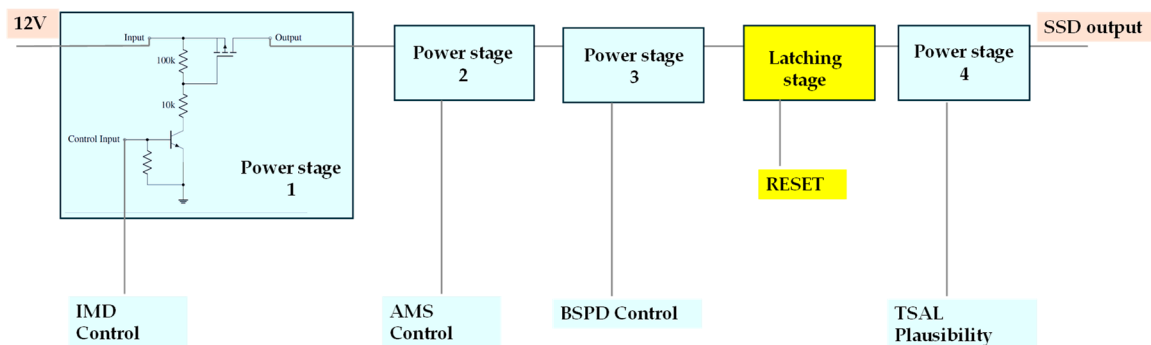 12V
SSD output
Input
Output
100k
10k
Control Input
Power stage
1
Power stage
2
Power stage
3
Latching
stage
Power stage
4
RESET
IMD
Control
AMS
Control
BSPD Control
TSAL
Plausibility